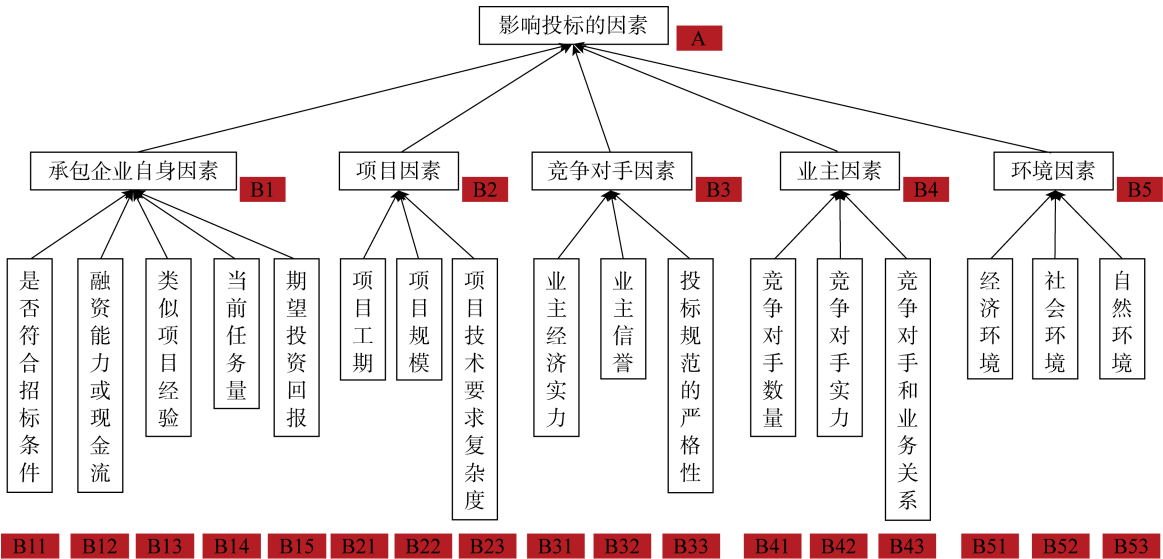 影响投标的因素
A
承包企业自身因素
B1
项目因素
B2
竞争对手因素
B3
业主因素
B4
环境因素
B5
是否符合招标条件
融资能力或现金流
类似项目经验
当前任务量
期望投资回报
项目工期
项目规模
项目技术要求复杂度
业主经济实力
业主信誉
投标规范的严格性
竞争对手数量
竞争对手实力
竞争对手和业务关系
经济环境
社会环境
自然环境
B11
B12
B13
B14
B15
B21
B22
B23
B31
B32
B33
B41
B42
B43
B51
B52
B53